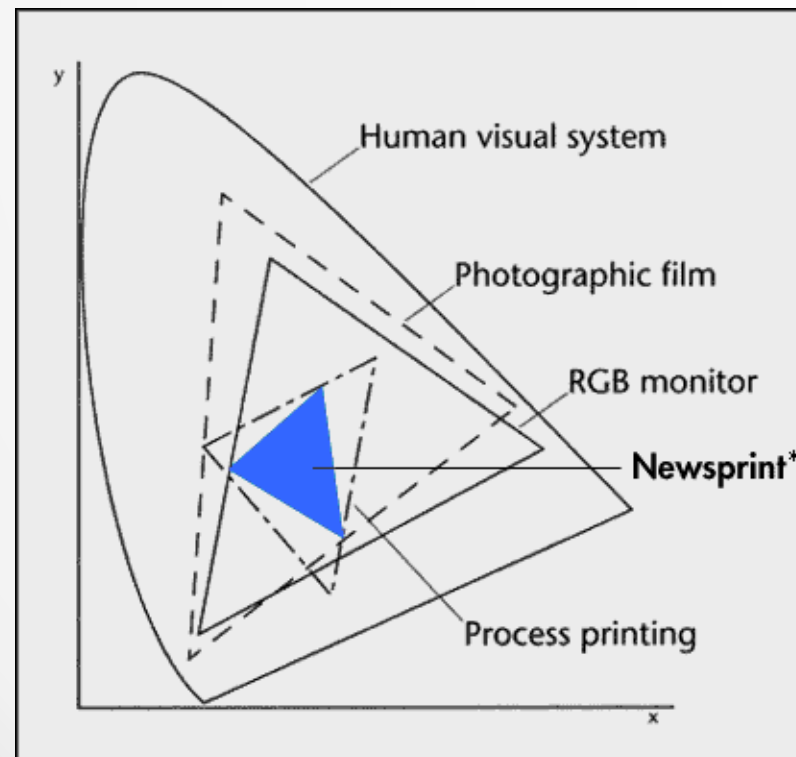 y
Human visual system
Photographic film
RGB monitor
Newsprint*
Process printing
x